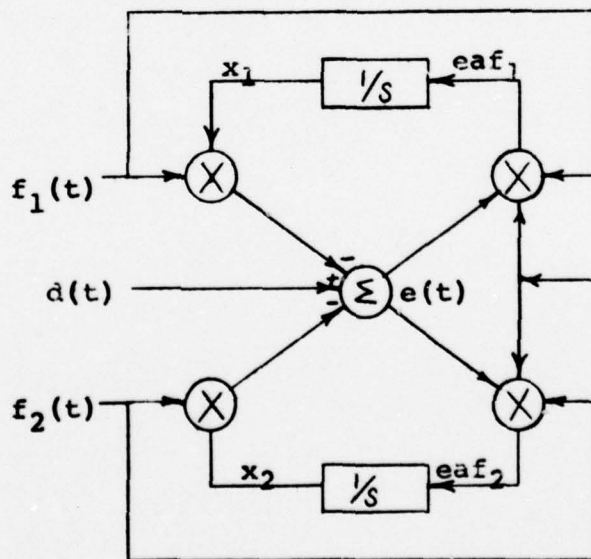 x₁ 1/S eaf₁
X X
f₁(t)
- 
+
d(t) Σ e(t)
-
f₂(t) X X
x₂ 1/S eaf₂